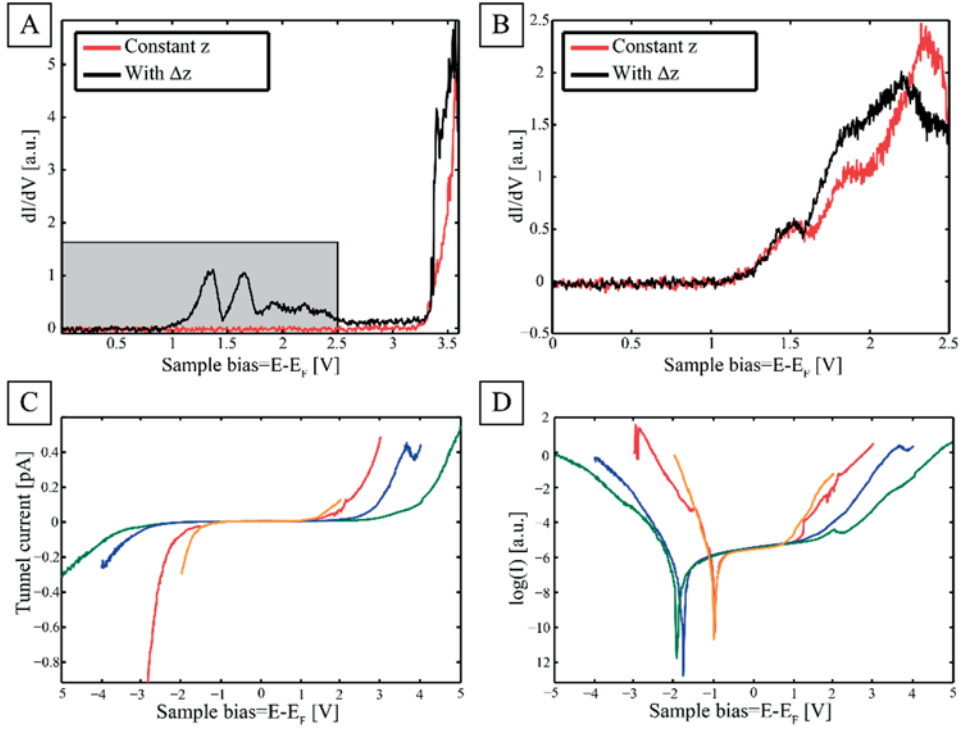 A
Constant z
With Δz
dI/dV [a.u.]
5
4
3
2
1
0
0.5 1 1.5 2 2.5 3 3.5
Sample bias=E-E_F [V]
B
Constant z
With Δz
dI/dV [a.u.]
2.5
2
1.5
1
0.5
0
−0.5
0 0.5 1 1.5 2 2.5
Sample bias=E-E_F [V]
C
Tunnel current [pA]
0.4
0.2
0
−0.2
−0.4
−0.6
−0.8
5 −4 −3 −2 −1 0 1 2 3 4 5
Sample bias=E-E_F [V]
D
log(I) [a.u.]
2
0
−2
−4
−6
−8
−10
12
−5 −4 −3 −2 −1 0 1 2 3 4 5
Sample bias=E-E_F [V]